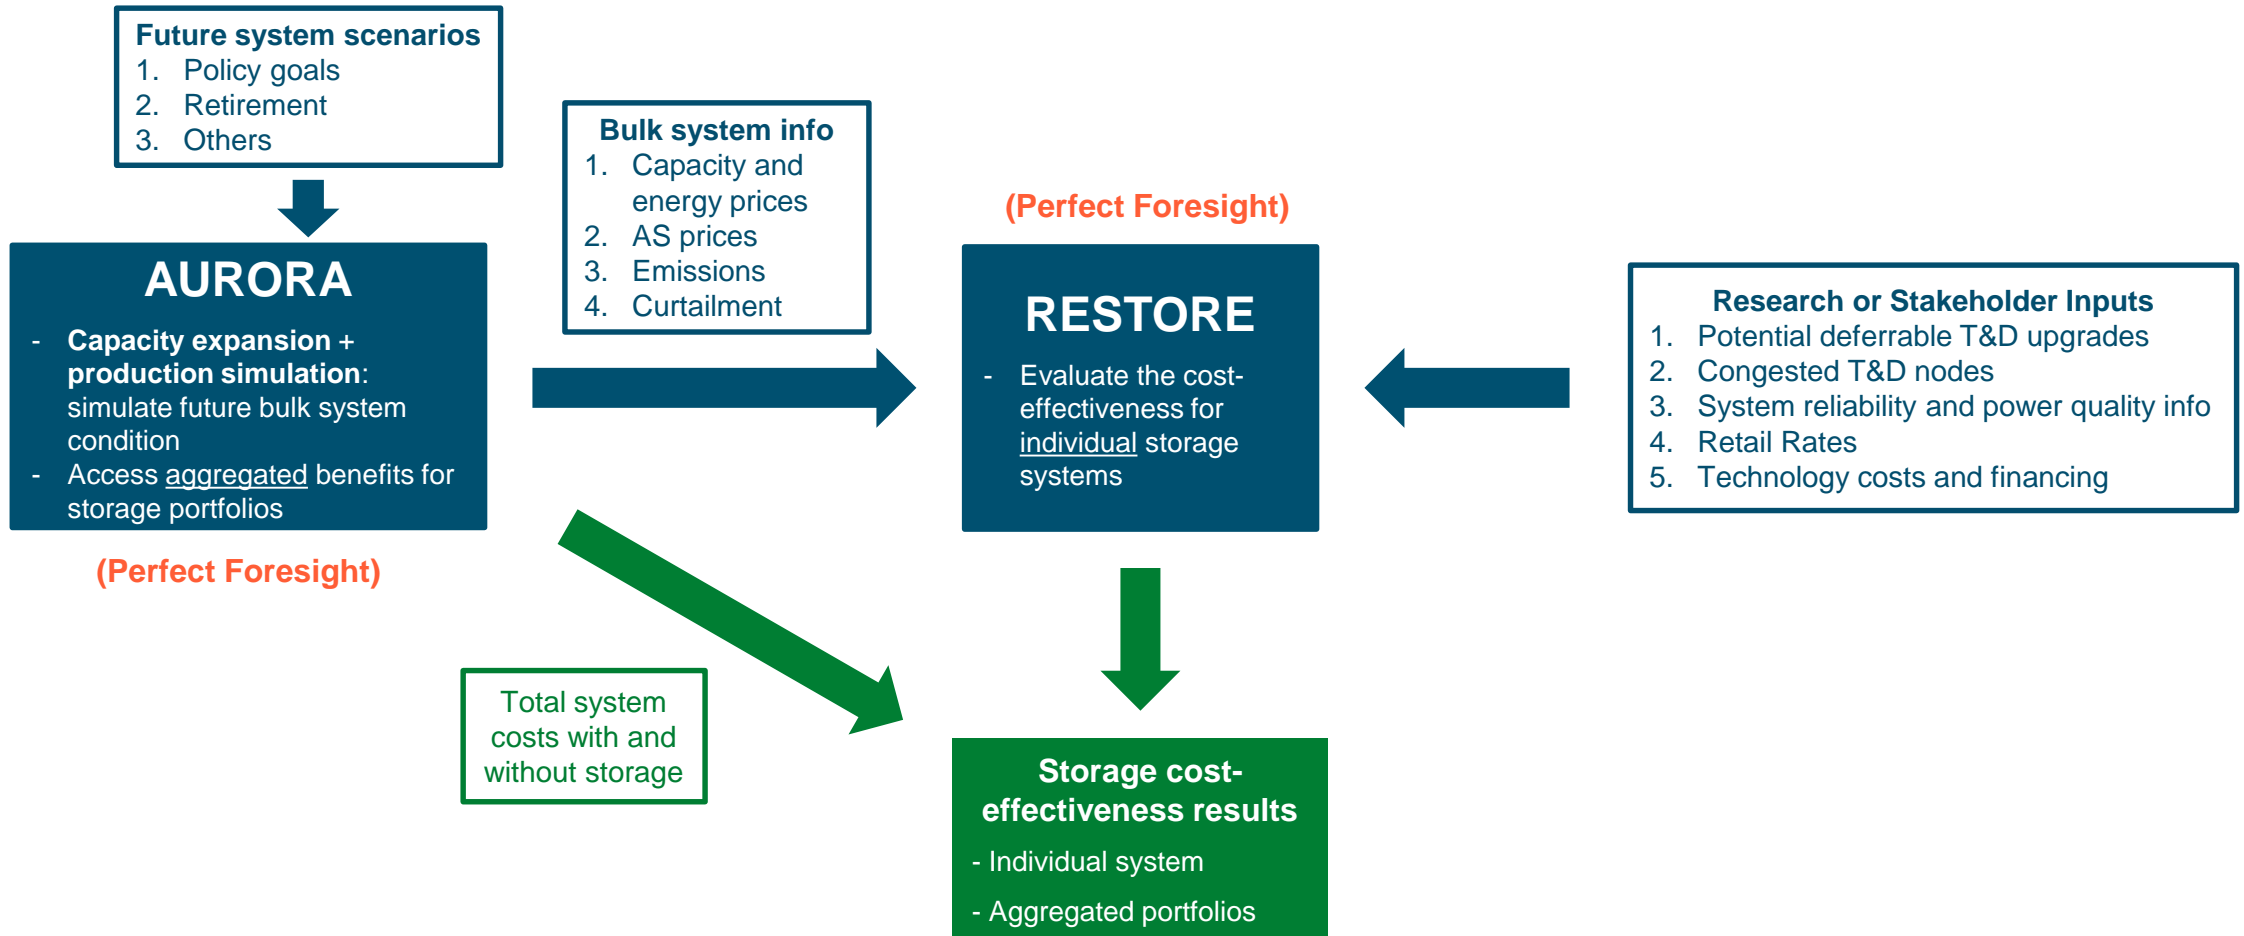 Future system scenarios
1. Policy goals
2. Retirement
3. Others
Bulk system info
1. Capacity and
energy prices
2. AS prices
3. Emissions
4. Curtailment
AURORA
- Capacity expansion +
production simulation:
simulate future bulk system
condition
- Access aggregated benefits for
storage portfolios
(Perfect Foresight)
(Perfect Foresight)
RESTORE
- Evaluate the cost-
effectiveness for
individual storage
systems
Research or Stakeholder Inputs
1. Potential deferrable T&D upgrades
2. Congested T&D nodes
3. System reliability and power quality info
4. Retail Rates
5. Technology costs and financing
Total system
costs with and
without storage
Storage cost-
effectiveness results
- Individual system
- Aggregated portfolios